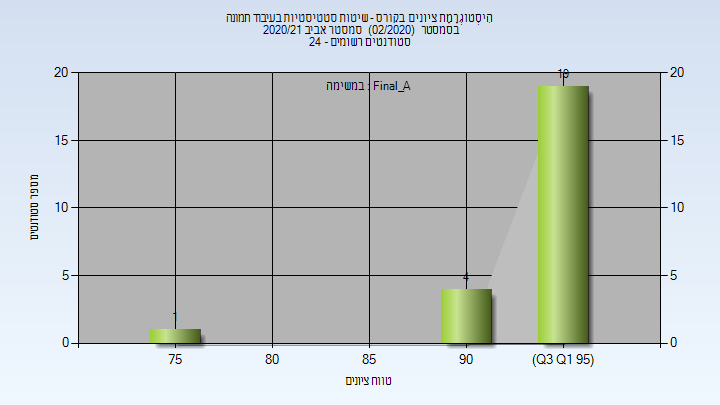 היסטוגרמת ציונים בקורס - שיטות סטטיסטיות בעיבוד תמונה
בסמסטר (02/2020) סמסטר אביב 2020/21
סטודנטים רשומים - 24
במשימה : Final_A
מספר סטודנטים
20 20
15 15
10 10
5 5
0 0
1
4
19
75 80 85 90 (Q3 Q1 95)
טווח ציונים